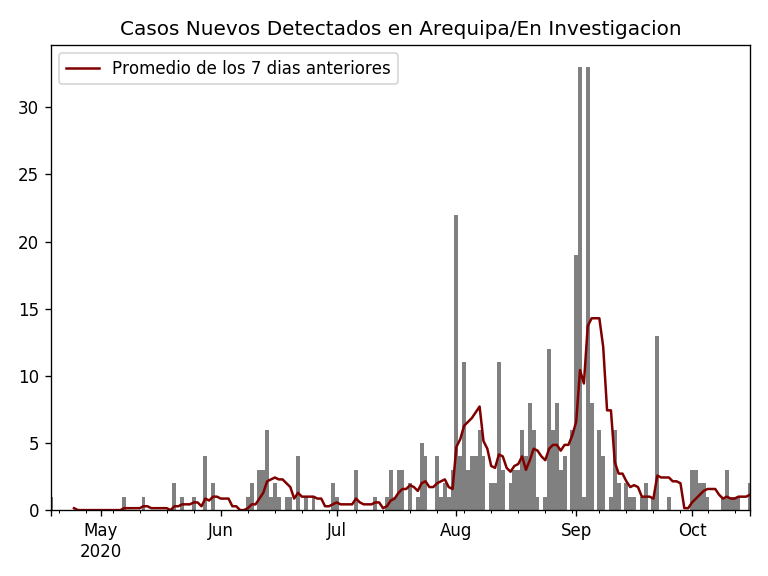 Casos Nuevos Detectados en Arequipa/En Investigacion
Promedio de los 7 dias anteriores
30
25
20
15
10
5
0
May Jun Jul Aug Sep Oct
2020